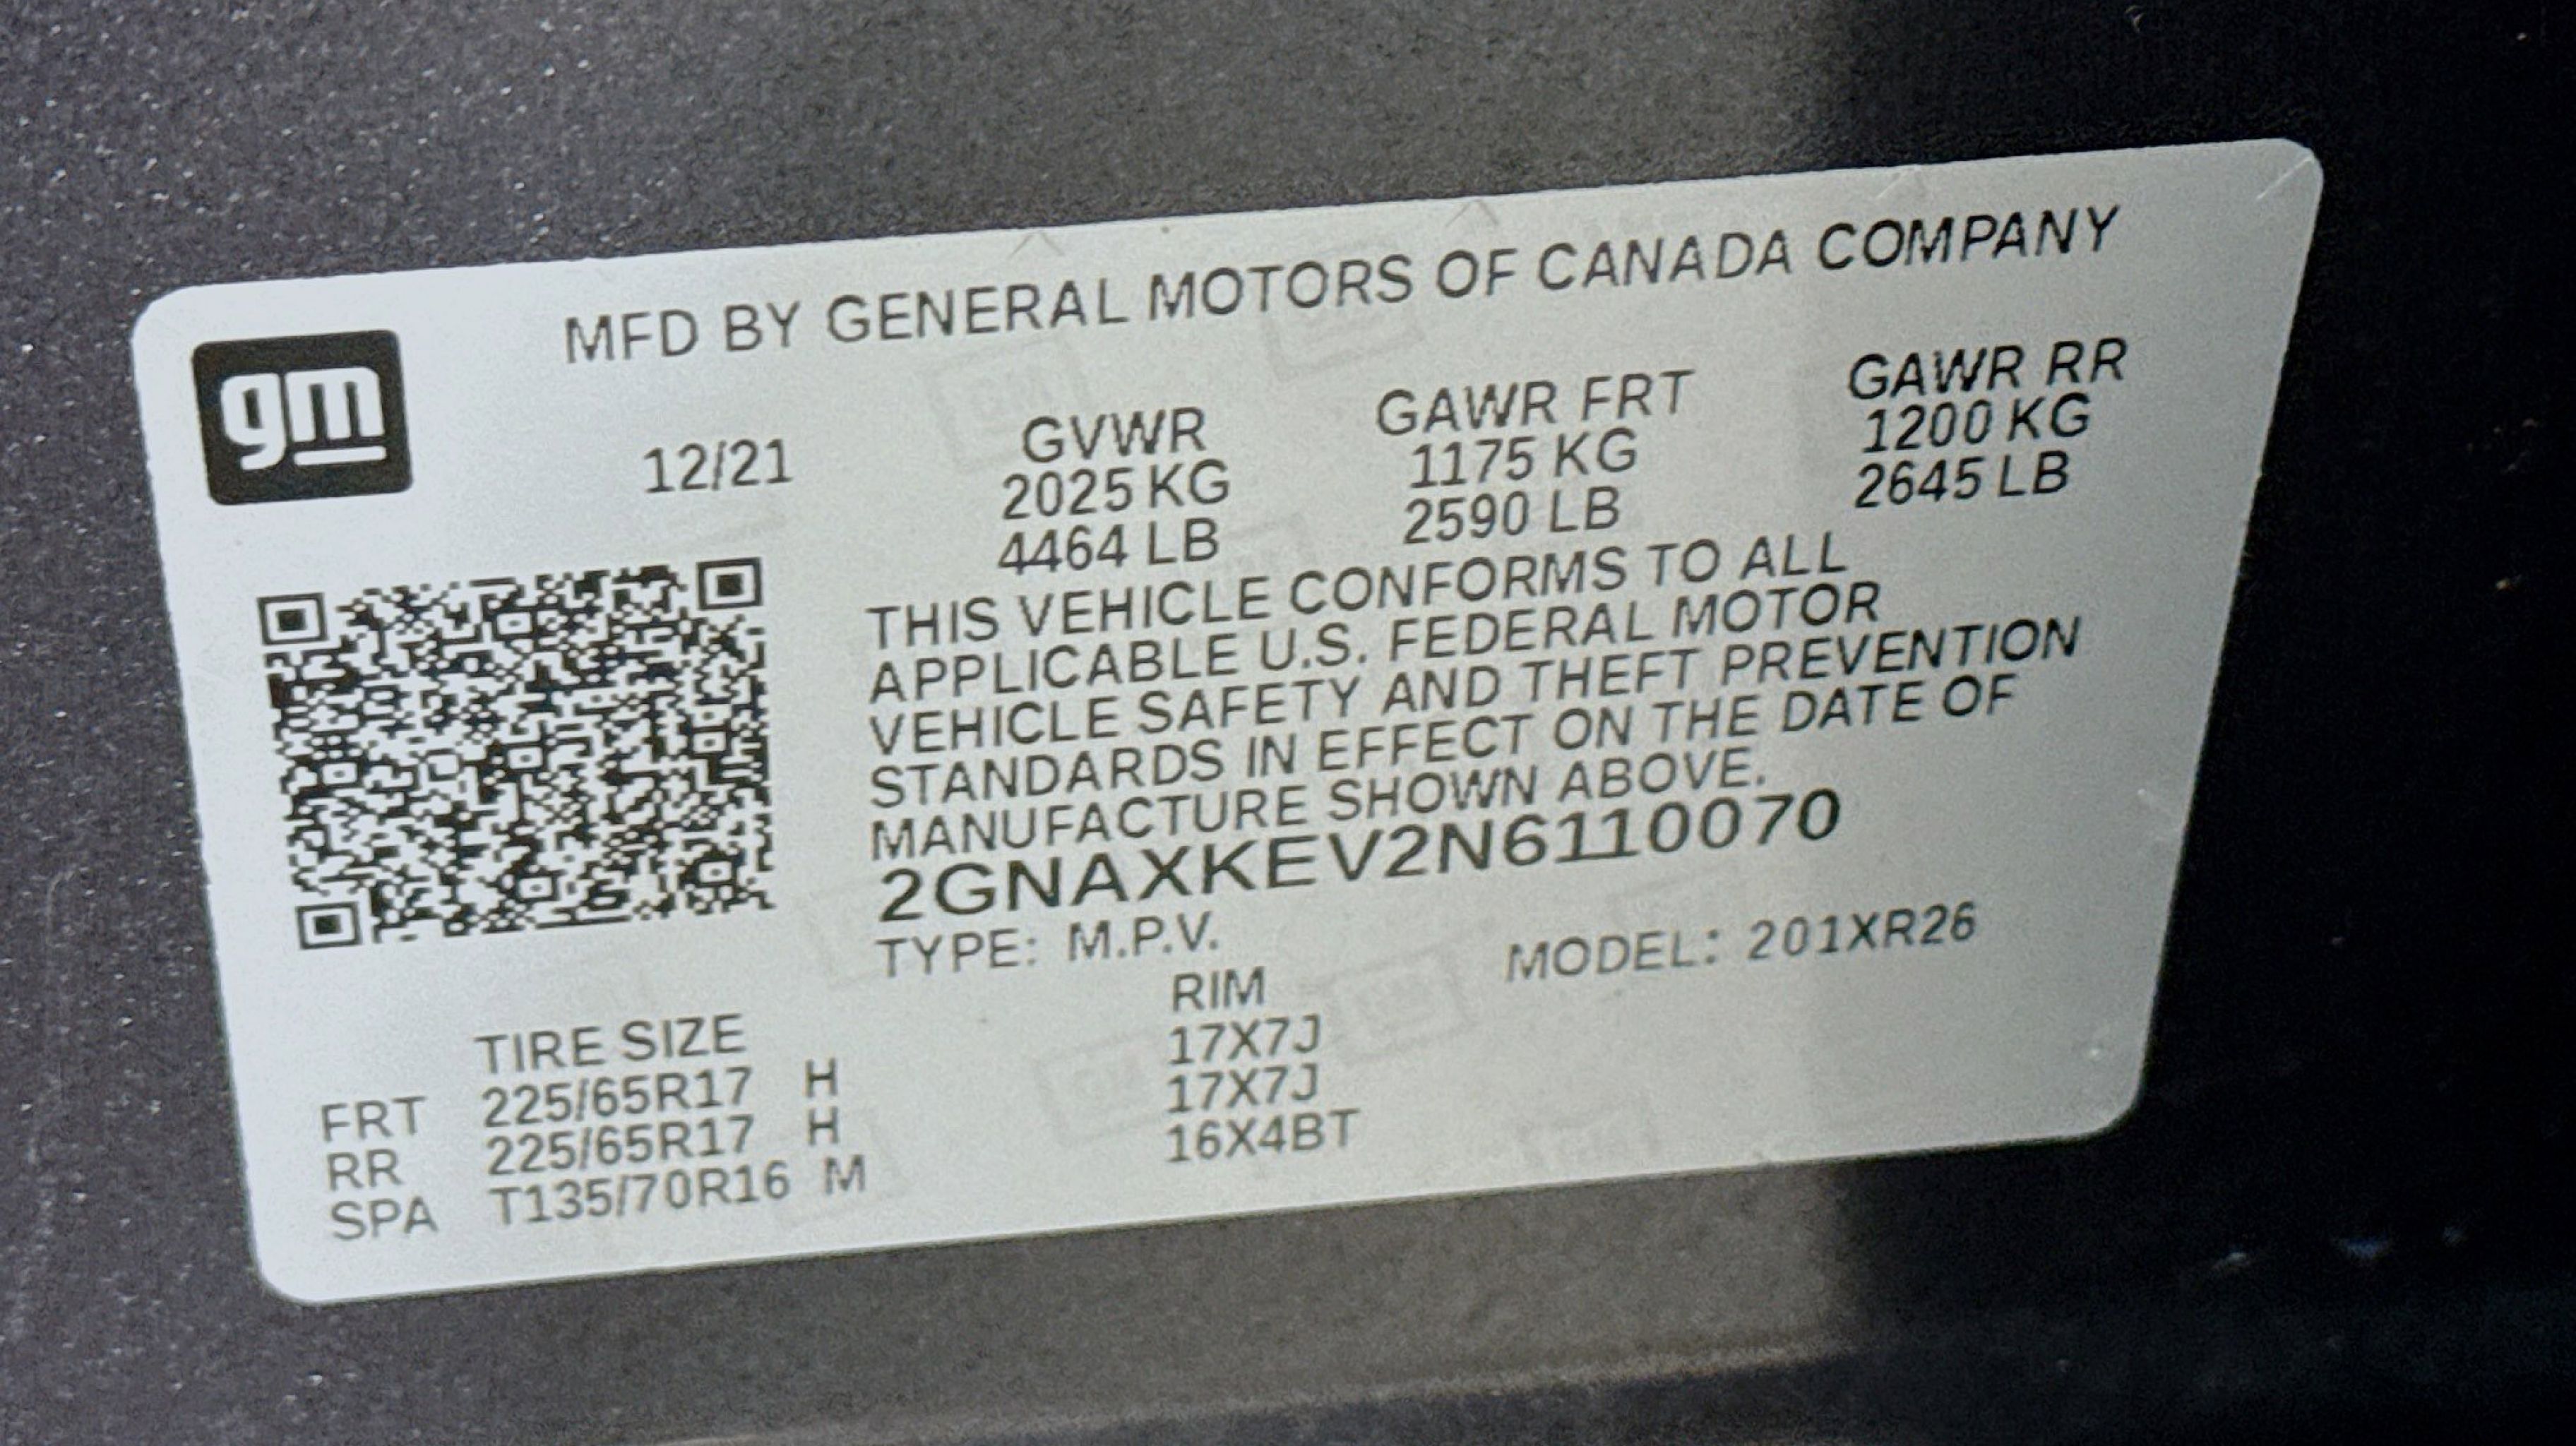 gm
MFD BY GENERAL MOTORS OF CANADA COMPANY
12/21
GVWR
2025 KG
4464 LB
GAWR FRT
1175 KG
2590 LB
GAWR RR
1200 KG
2645 LB
THIS VEHICLE CONFORMS TO ALL
APPLICABLE U.S. FEDERAL MOTOR
VEHICLE SAFETY AND THEFT PREVENTION
STANDARDS IN EFFECT ON THE DATE OF
MANUFACTURE SHOWN ABOVE.
2GNAXKEV2N6110070
TYPE: M.P.V. MODEL: 201XR26
TIRE SIZE RIM
FRT 225/65R17 H 17X7J
RR 225/65R17 H 17X7J
SPA T135/70R16 M 16X4BT